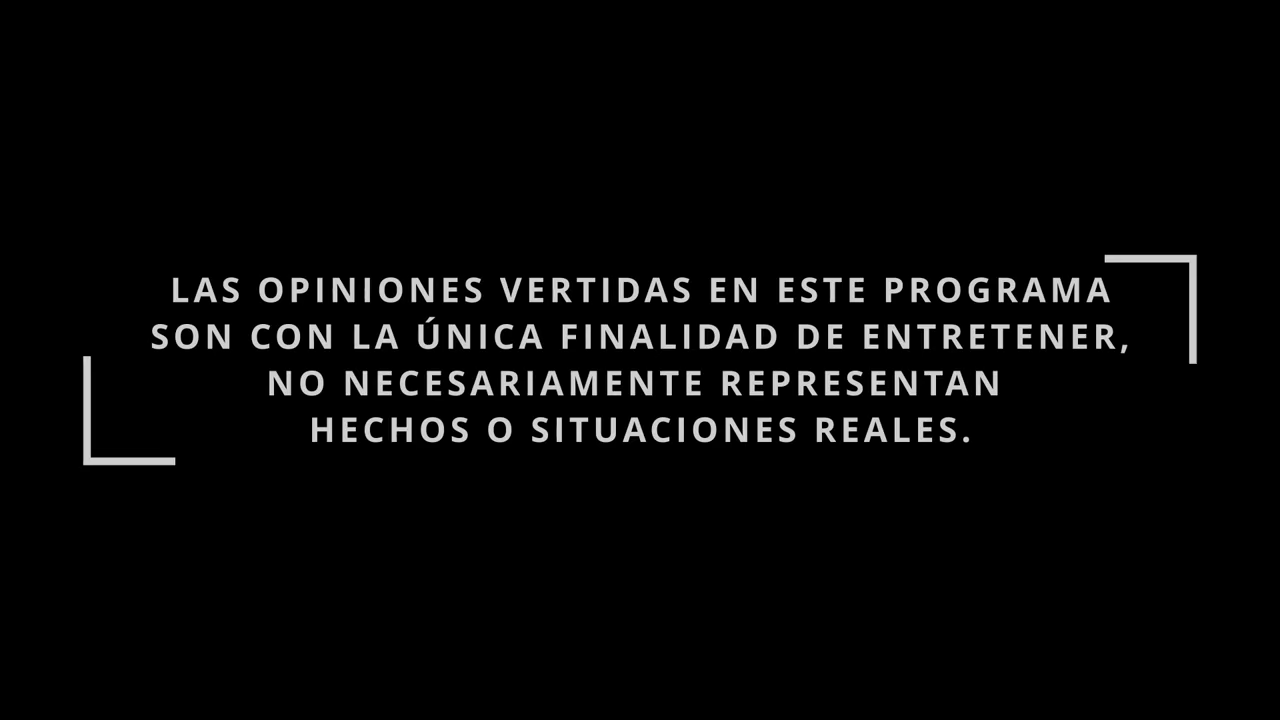 LAS OPINIONES VERTIDAS EN ESTE PROGRAMA
SON CON LA ÚNICA FINALIDAD DE ENTRETENER,
NO NECESARIAMENTE REPRESENTAN
HECHOS O SITUACIONES REALES.